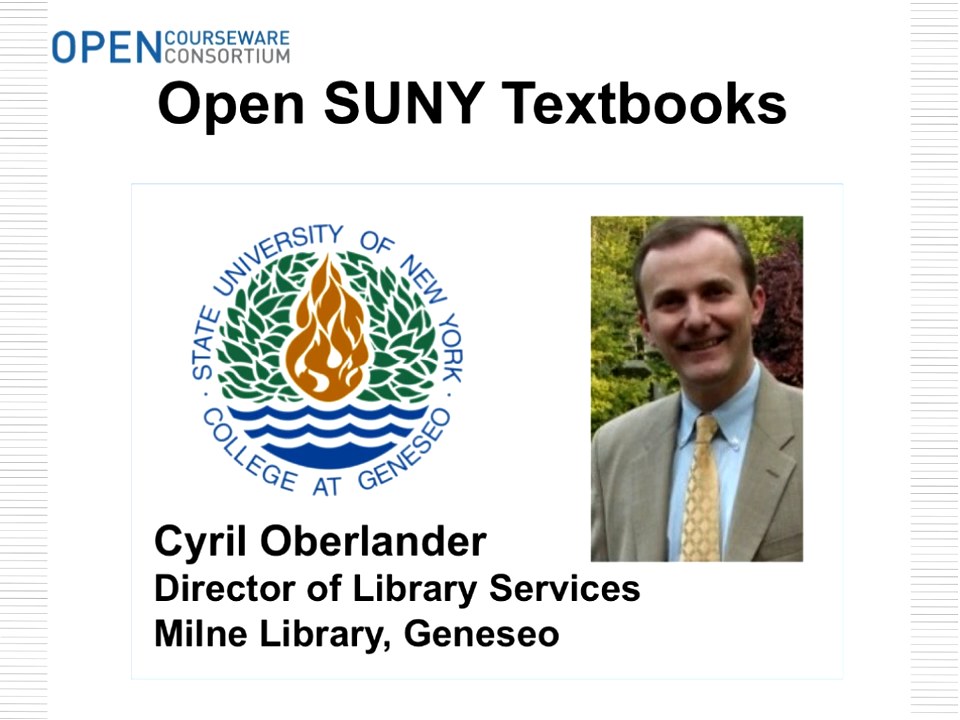 OPEN COURSEWARE
CONSORTIUM
Open SUNY Textbooks
STATE UNIVERSITY OF NEW YORK
· COLLEGE AT GENESEO ·
Cyril Oberlander
Director of Library Services
Milne Library, Geneseo